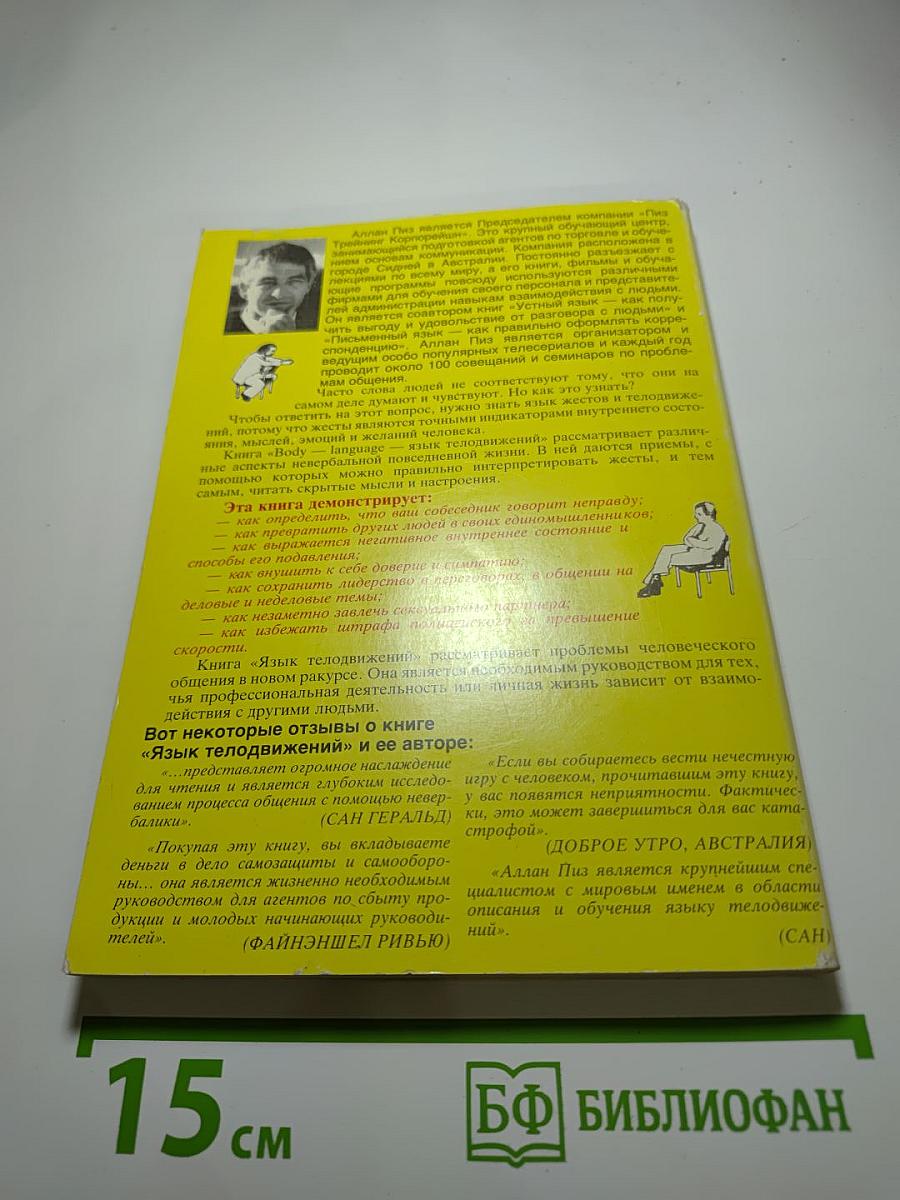 Аллан Пиз является Председателем компании «Пиз
Трейнинг Корпорейшн». Это крупный обучающий центр,
занимающийся подготовкой агентов по торговле и обуче-
нием основам коммуникации. Компания расположена в
городе Сидней в Австралии. Постоянно разъезжает с
лекциями по всему миру, а его книги, фильмы и обуча-
ющие программы повсюду используются различными
фирмами для обучения своего персонала и представите-
лей администрации навыкам взаимодействия с людьми.
Он является соавтором книг «Устный язык — как полу-
чить выгоду и удовольствие от разговора с людьми» и
«Письменный язык — как правильно оформлять корре-
спонденцию». Аллан Пиз является организатором и
ведущим особо популярных телесериалов и каждый год
проводит около 100 совещаний и семинаров по пробле-
мам общения.
Часто слова людей не соответствуют тому, что они на
самом деле думают и чувствуют. Но как это узнать?
Чтобы ответить на этот вопрос, нужно знать язык жестов и телодвиже-
ний, потому что жесты являются точными индикаторами внутреннего состо-
яния, мыслей, эмоций и желаний человека.
Книга «Body — language — язык телодвижений» рассматривает различ-
ные аспекты невербальной повседневной жизни. В ней даются приемы, с
помощью которых можно правильно интерпретировать жесты, и тем
самым, читать скрытые мысли и настроения.
Эта книга демонстрирует:
— как определить, что ваш собеседник говорит неправду;
— как превратить других людей в своих единомышленников;
— как выражается негативное внутреннее состояние и
способы его подавления;
— как внушить к себе доверие и симпатию;
— как сохранить лидерство в переговорах, в общении на
деловые и неделовые темы;
— как незаметно завлечь сексуального партнера;
— как избежать штрафа полицейского за превышение
скорости.
Книга «Язык телодвижений» рассматривает проблемы человеческого
общения в новом ракурсе. Она является необходимым руководством для тех,
чья профессиональная деятельность или личная жизнь зависит от взаимо-
действия с другими людьми.
Вот некоторые отзывы о книге
«Язык телодвижений» и ее авторе:
«...представляет огромное наслаждение
для чтения и является глубоким исследо-
ванием процесса общения с помощью невер-
балики».
(САН ГЕРАЛЬД)
«Покупая эту книгу, вы вкладываете
деньги в дело самозащиты и самооборо-
ны... она является жизненно необходимым
руководством для агентов по сбыту про-
дукции и молодых начинающих руководи-
телей».
(ФАЙНЭНШЕЛ РИВЬЮ)
«Если вы собираетесь вести нечестную
игру с человеком, прочитавшим эту книгу,
у вас появятся неприятности. Фактичес-
ки, это может завершиться для вас ката-
строфой».
(ДОБРОЕ УТРО, АВСТРАЛИЯ)
«Аллан Пиз является крупнейшим спе-
циалистом с мировым именем в области
описания и обучения языку телодвиже-
ний».
(САН)
15 см
БФ БИБЛИОФАН